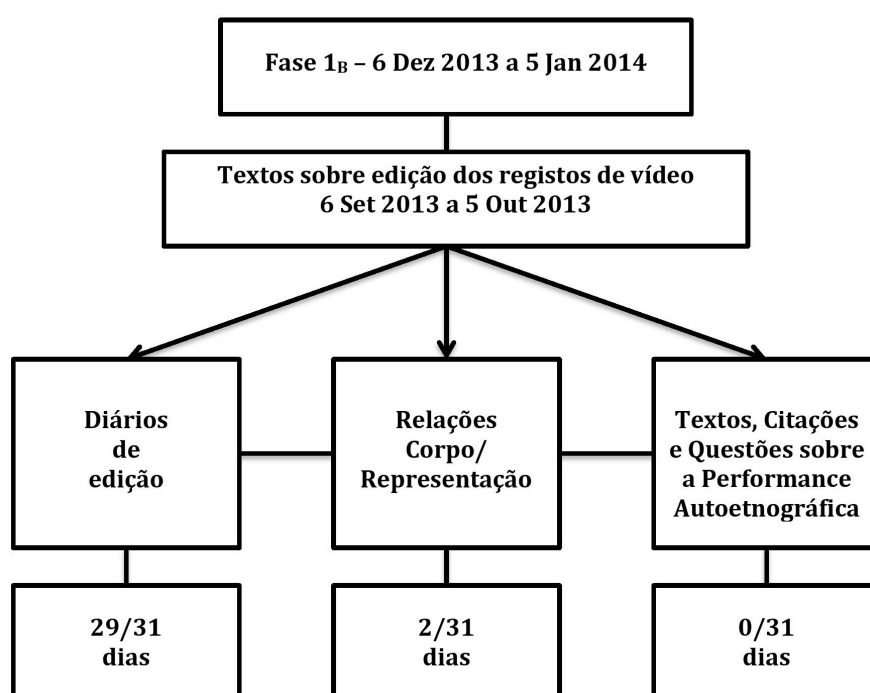 Fase 1B – 6 Dez 2013 a 5 Jan 2014
Textos sobre edição dos registos de vídeo
6 Set 2013 a 5 Out 2013
Diários
de
edição
Relações
Corpo/
Representação
Textos, Citações
e Questões sobre
a Performance
Autoetnográfica
29/31
dias
2/31
dias
0/31
dias